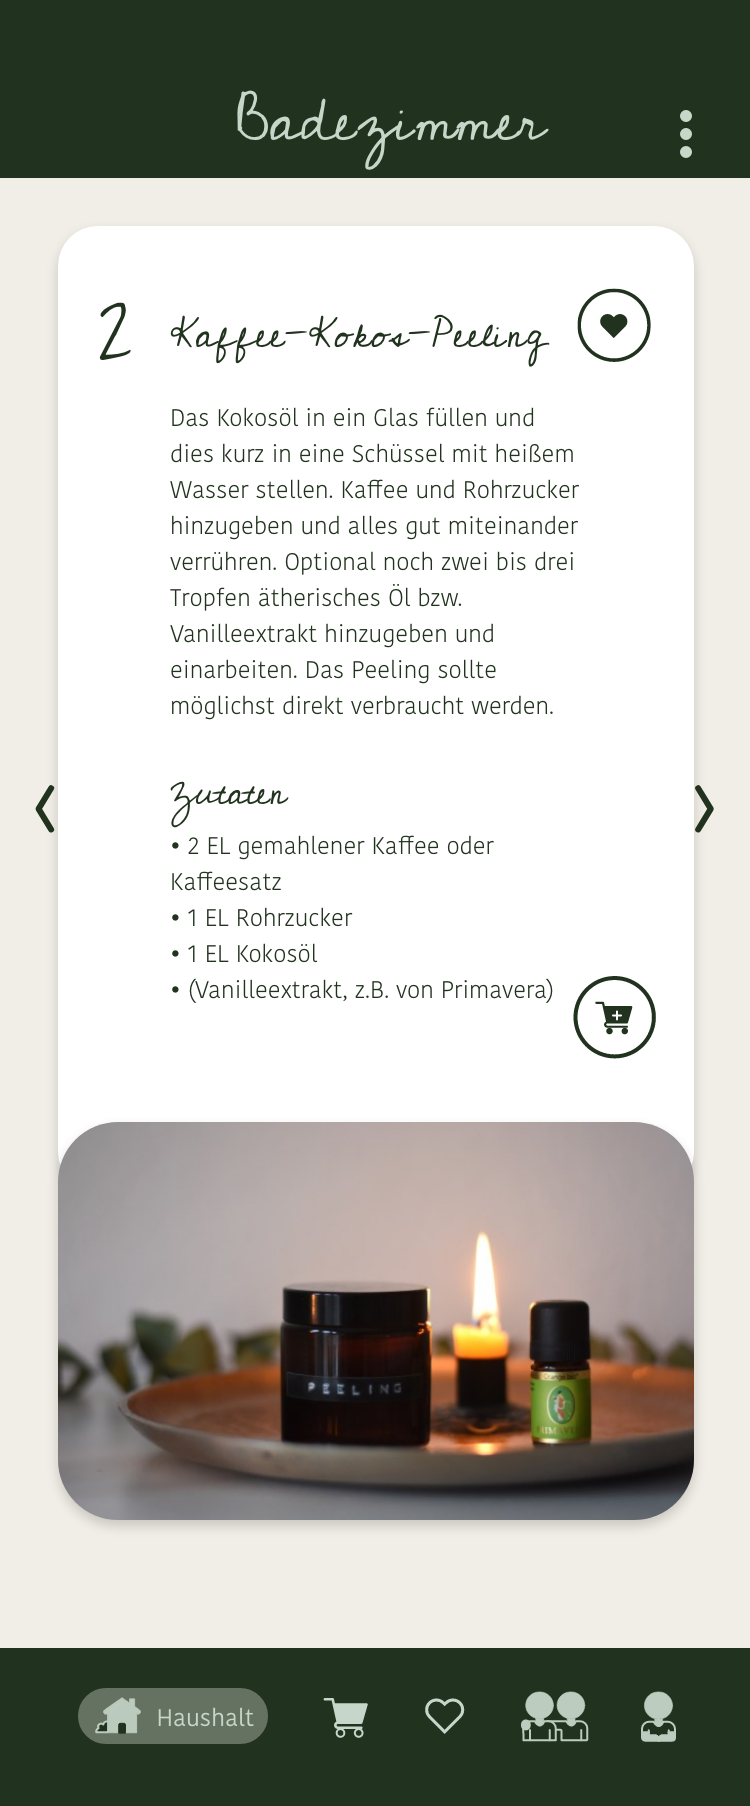 Badezimmer
2 Kaffee-Kokos-Peeling
Das Kokosöl in ein Glas füllen und
dies kurz in eine Schüssel mit heißem
Wasser stellen. Kaffee und Rohrzucker
hinzugeben und alles gut miteinander
verrühren. Optional noch zwei bis drei
Tropfen ätherisches Öl bzw.
Vanilleextrakt hinzugeben und
einarbeiten. Das Peeling sollte
möglichst direkt verbraucht werden.
Zutaten
• 2 EL gemahlener Kaffee oder
Kaffeesatz
• 1 EL Rohrzucker
• 1 EL Kokosöl
• (Vanilleextrakt, z.B. von Primavera)
PEELING
Haushalt